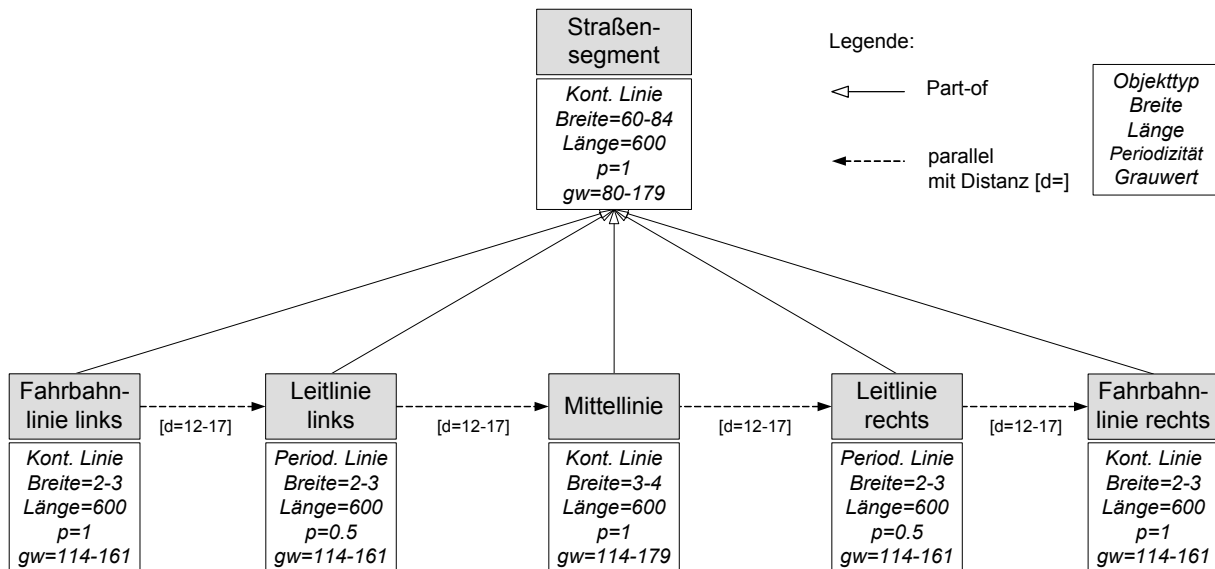 Straßen-
segment
Kont. Linie
Breite=60-84
Länge=600
p=1
gw=80-179
Legende:
Part-of
parallel
mit Distanz [d=]
Objekttyp
Breite
Länge
Periodizität
Grauwert
Fahrbahn-
linie links
Kont. Linie
Breite=2-3
Länge=600
p=1
gw=114-161
[d=12-17]
Leitlinie
links
Period. Linie
Breite=2-3
Länge=600
p=0.5
gw=114-161
[d=12-17]
Mittellinie
Kont. Linie
Breite=3-4
Länge=600
p=1
gw=114-179
[d=12-17]
Leitlinie
rechts
Period. Linie
Breite=2-3
Länge=600
p=0.5
gw=114-161
[d=12-17]
Fahrbahn-
linie rechts
Kont. Linie
Breite=2-3
Länge=600
p=1
gw=114-161